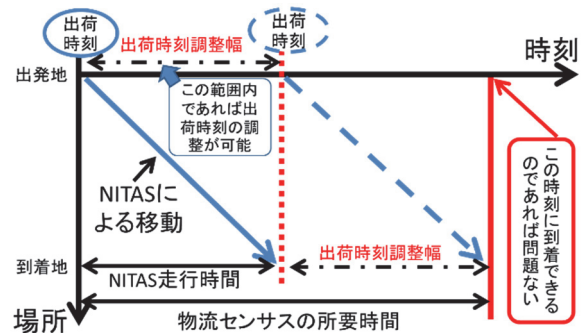 出荷
時刻
出荷時刻調整幅
出荷
時刻
時刻
出発地
この範囲内
であれば出
荷時刻の調
整が可能
この時刻に到着できる
のであれば問題ない
NITASに
よる移動
出荷時刻調整幅
到着地
NITAS走行時間
場所
物流センサスの所要時間